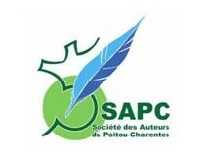 SAPC
Société des Auteurs
de Poitou-Charentes